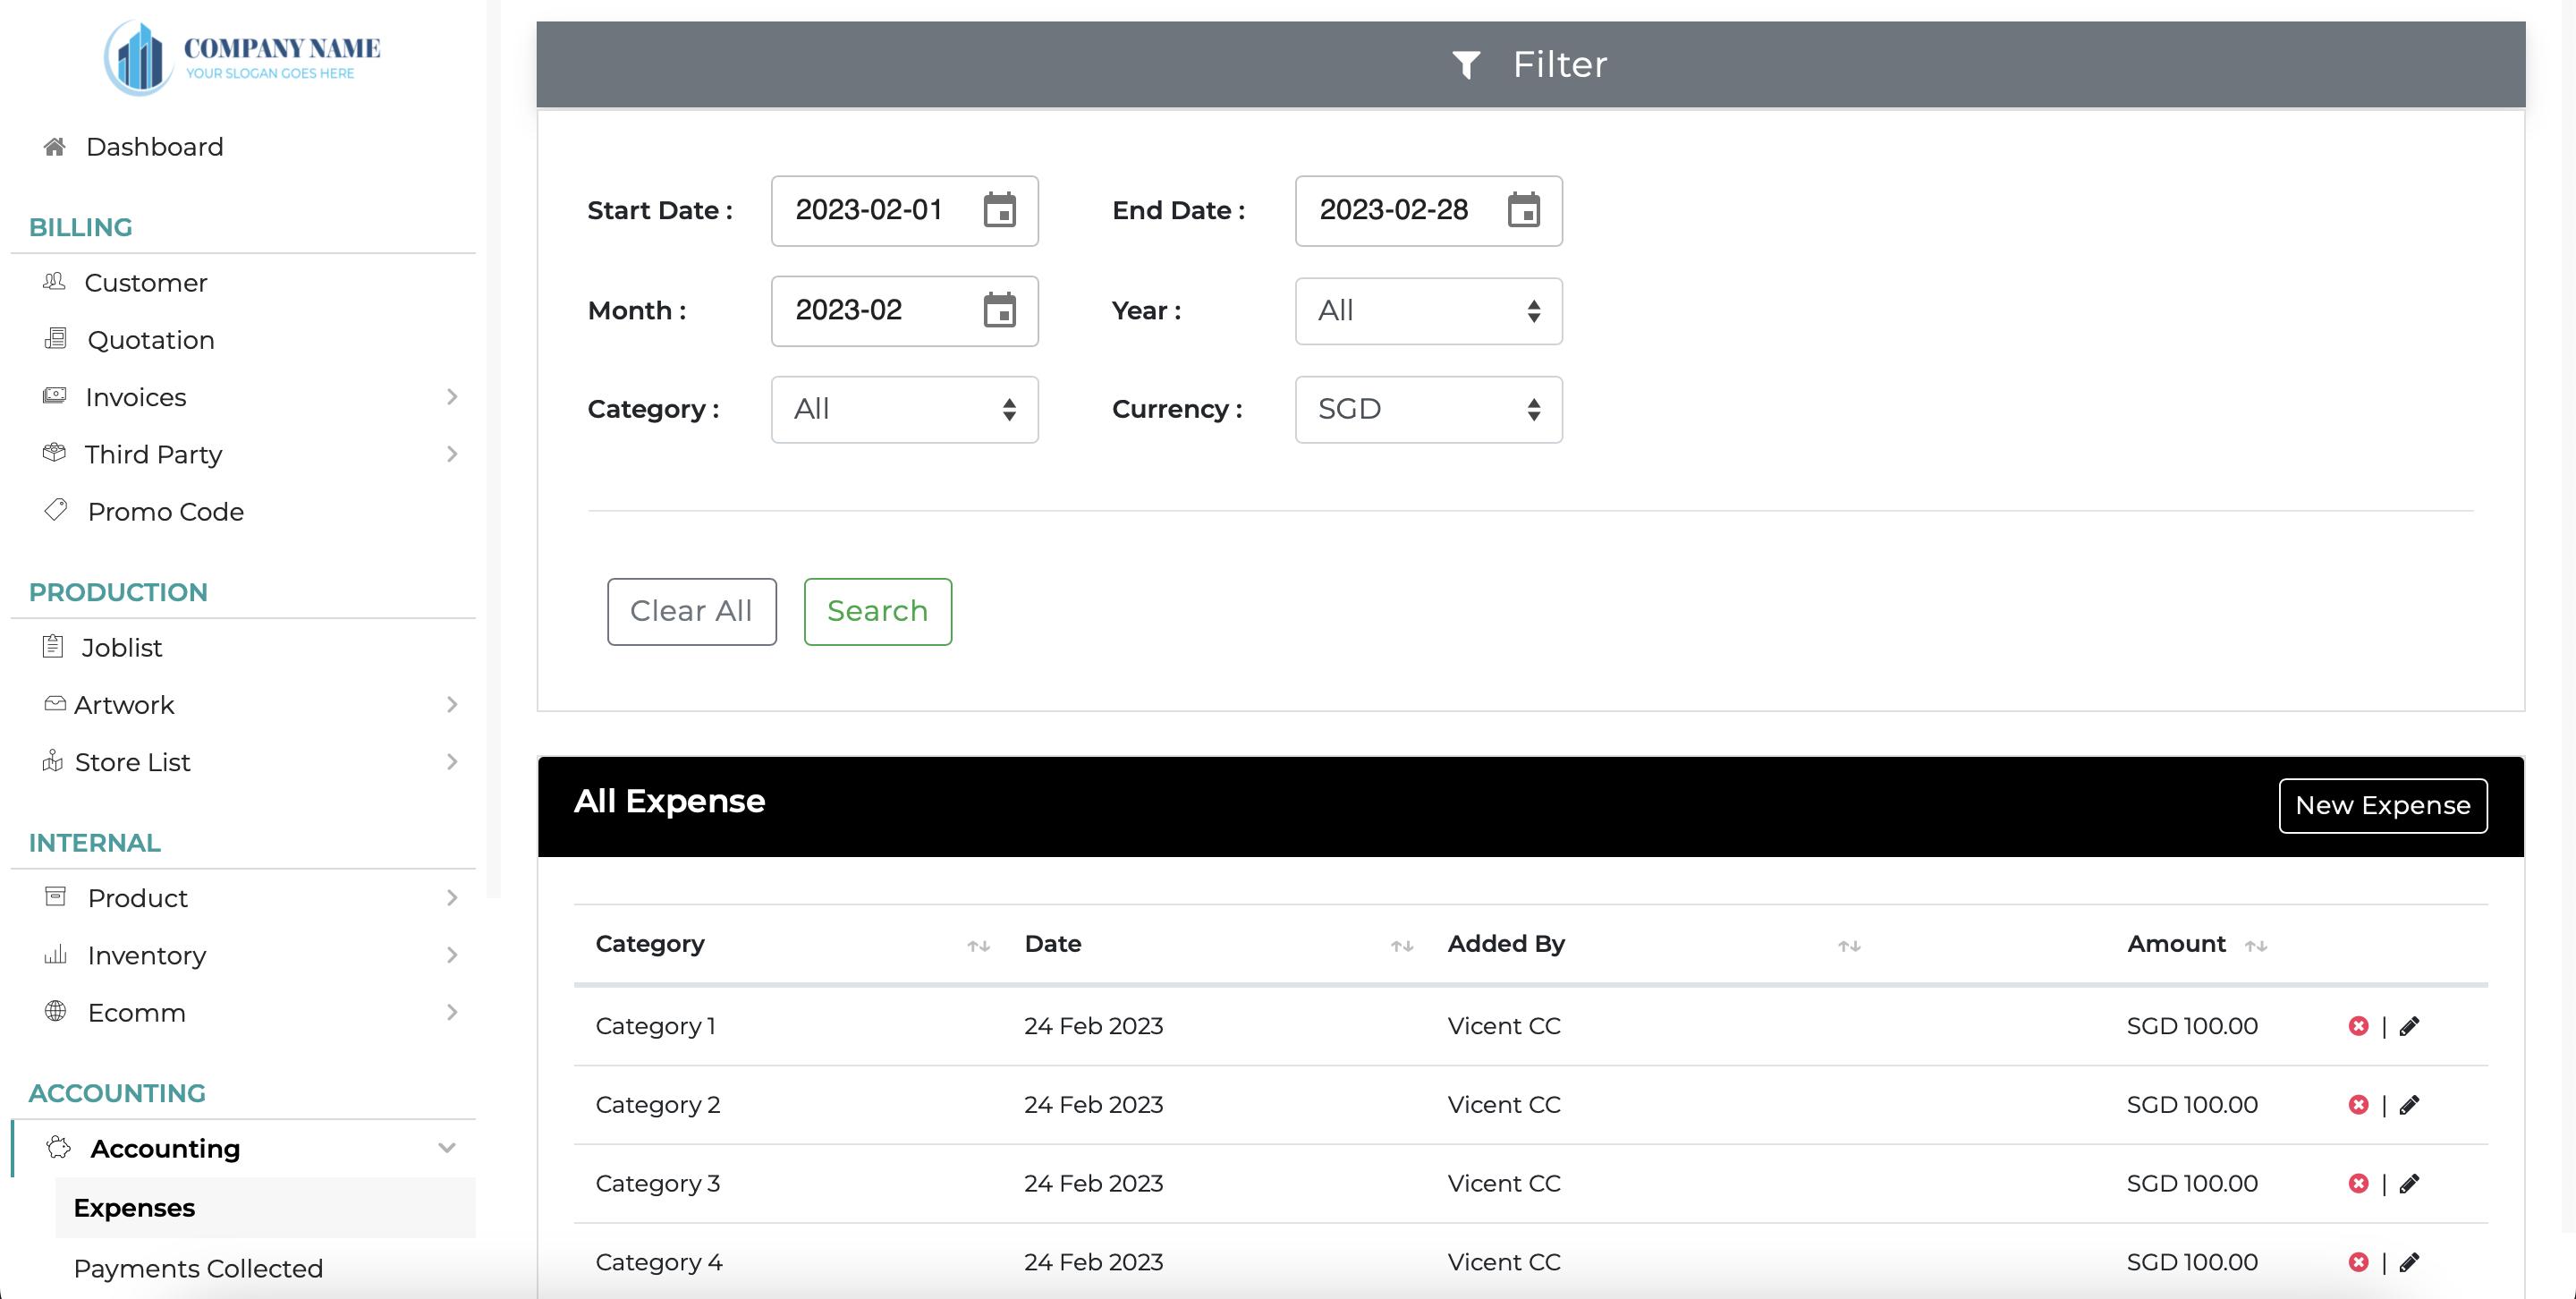 COMPANY NAME
YOUR SLOGAN GOES HERE
Dashboard
BILLING
Customer
Quotation
Invoices
Third Party
Promo Code
PRODUCTION
Joblist
Artwork
Store List
INTERNAL
Product
Inventory
Ecomm
ACCOUNTING
Accounting
Expenses
Payments Collected
Filter
Start Date : 2023-02-01 End Date : 2023-02-28
Month : 2023-02 Year : All
Category : All Currency : SGD
Clear All Search
All Expense New Expense
Category Date Added By Amount
Category 1 24 Feb 2023 Vicent CC SGD 100.00 |
Category 2 24 Feb 2023 Vicent CC SGD 100.00 |
Category 3 24 Feb 2023 Vicent CC SGD 100.00 |
Category 4 24 Feb 2023 Vicent CC SGD 100.00 |